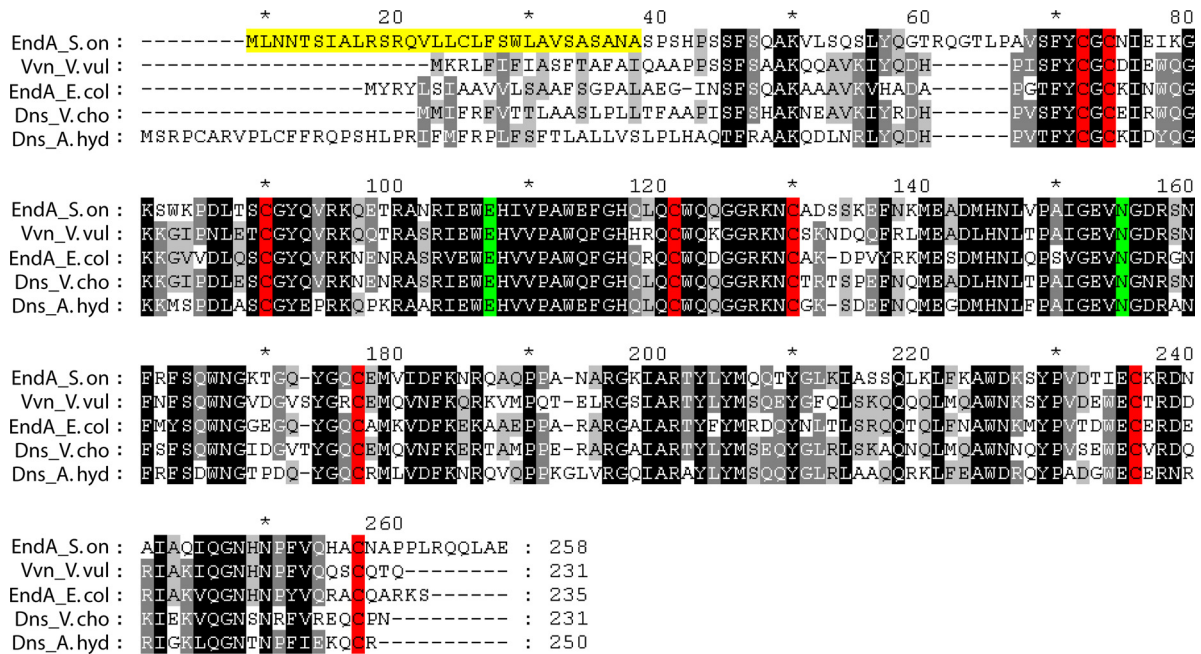 * 20 * 40 * 60 * 80
EndA_S.on : --------MLNNTSIALRSRQVLLCLFSWLAVSASANASPSHPSSFSQAKVLSQSLYQGTRQGTLPAVSFYCGCNIEIKG
Vvn_V.vul : ----------------------MKRLFIFIASFTAFAIQAAPPSSFSAAKQQAVKIYQDH------PISFYCGCDIEWQG
EndA_E.col : -----------------MYRYLSIAAVVLSAAFSGPALAEG-INSFSQAKAAAVKVHADA------PGTFYCGCKINWQG
Dns_V.cho : ---------------------MMIFRFVTTLAASLPLLTFAAPISFSHAKNEAVKIYRDH------PVSFYCGCEIRWQG
Dns_A.hyd : MSRPCARVPLCFFRQPSHLPRLFMFRPLFSFTLALLVSLPLHAQTFRAAKQDLNRLYQDH------PVTFYCGCKIDYQG
* 100 * 120 * 140 * 160
EndA_S.on : KSWKPDLTSCGYQVRKQETRANRIEWEHIVPAWEFGHQLQCWQQGGRKNCADSSKEFNKMEADMHNLVPAIGEVNGDRSN
Vvn_V.vul : KKGIPNLETCGYQVRKQQTRASRIEWEHVVPAWQFGHHRQCWQKGGRKNCSKNDQQFRLMEADLHNLTPAIGEVNGDRSN
EndA_E.col : KKGVVDLQSCGYQVRKNENRASRVEWEHVVPAWQFGHQRQCWQDGGRKNCAK-DPVYRKMESDMHNLQPSVGEVNGDRGN
Dns_V.cho : KKGIPDLESCGYQVRKNENRASRIEWEHVVPAWQFGHQLQCWQQGGRKNCTRTSPEFNQMEADLHNLTPAIGEVNGNRSN
Dns_A.hyd : KKMSPDLASCGYEPRKQPKRAARIEWEHVVPAWEFGHQLQCWQQGGRKNCGK-SDEFNQMEGDMHNLFPAIGEVNGDRAN
* 180 * 200 * 220 * 240
EndA_S.on : FRFSQWNGKTGQ-YGQCEMVIDFKNRQAQPPA-NARGKIARTYLYMQQTYGLKIASSQLKLFKAWDKSYPVDTIECKRDN
Vvn_V.vul : FNFSQWNGVDGVSYGRCEMQVNFKQRKVMPQT-ELRGSIARTYLYMSQEYGFQLSKQQQQLMQAWNKSYPVDEWECTRDD
EndA_E.col : FMYSQWNGGEGQ-YGQCAMKVDFKEKAAEPPA-RARGAIARTYFYMRDQYNLTLSRQQTQLFNAWNKMYPVTDWECERDE
Dns_V.cho : FSFSQWNGIDGVTYGQCEMQVNFKERTAMPPE-RARGAIARTYLYMSEQYGLRLSKAQNQLMQAWNNQYPVSEWECVRDQ
Dns_A.hyd : FRFSDWNGTPDQ-YGQCRMLVDFKNRQVQPPKGLVRGQIARAYLYMSQQYGLRLAAQQRKLFEAWDRQYPADGWECERNR
* 260
EndA_S.on : AIAQIQGNHNPFVQHACNAPPLRQQLAE : 258
Vvn_V.vul : RIAKIQGNHNPFVQQSCQTQ-------- : 231
EndA_E.col : RIAKVQGNHNPYVQRACQARKS------ : 235
Dns_V.cho : KIEKVQGNSNRFVREQCPN--------- : 231
Dns_A.hyd : RIGKLQGNTNPFIEKQCR---------- : 250